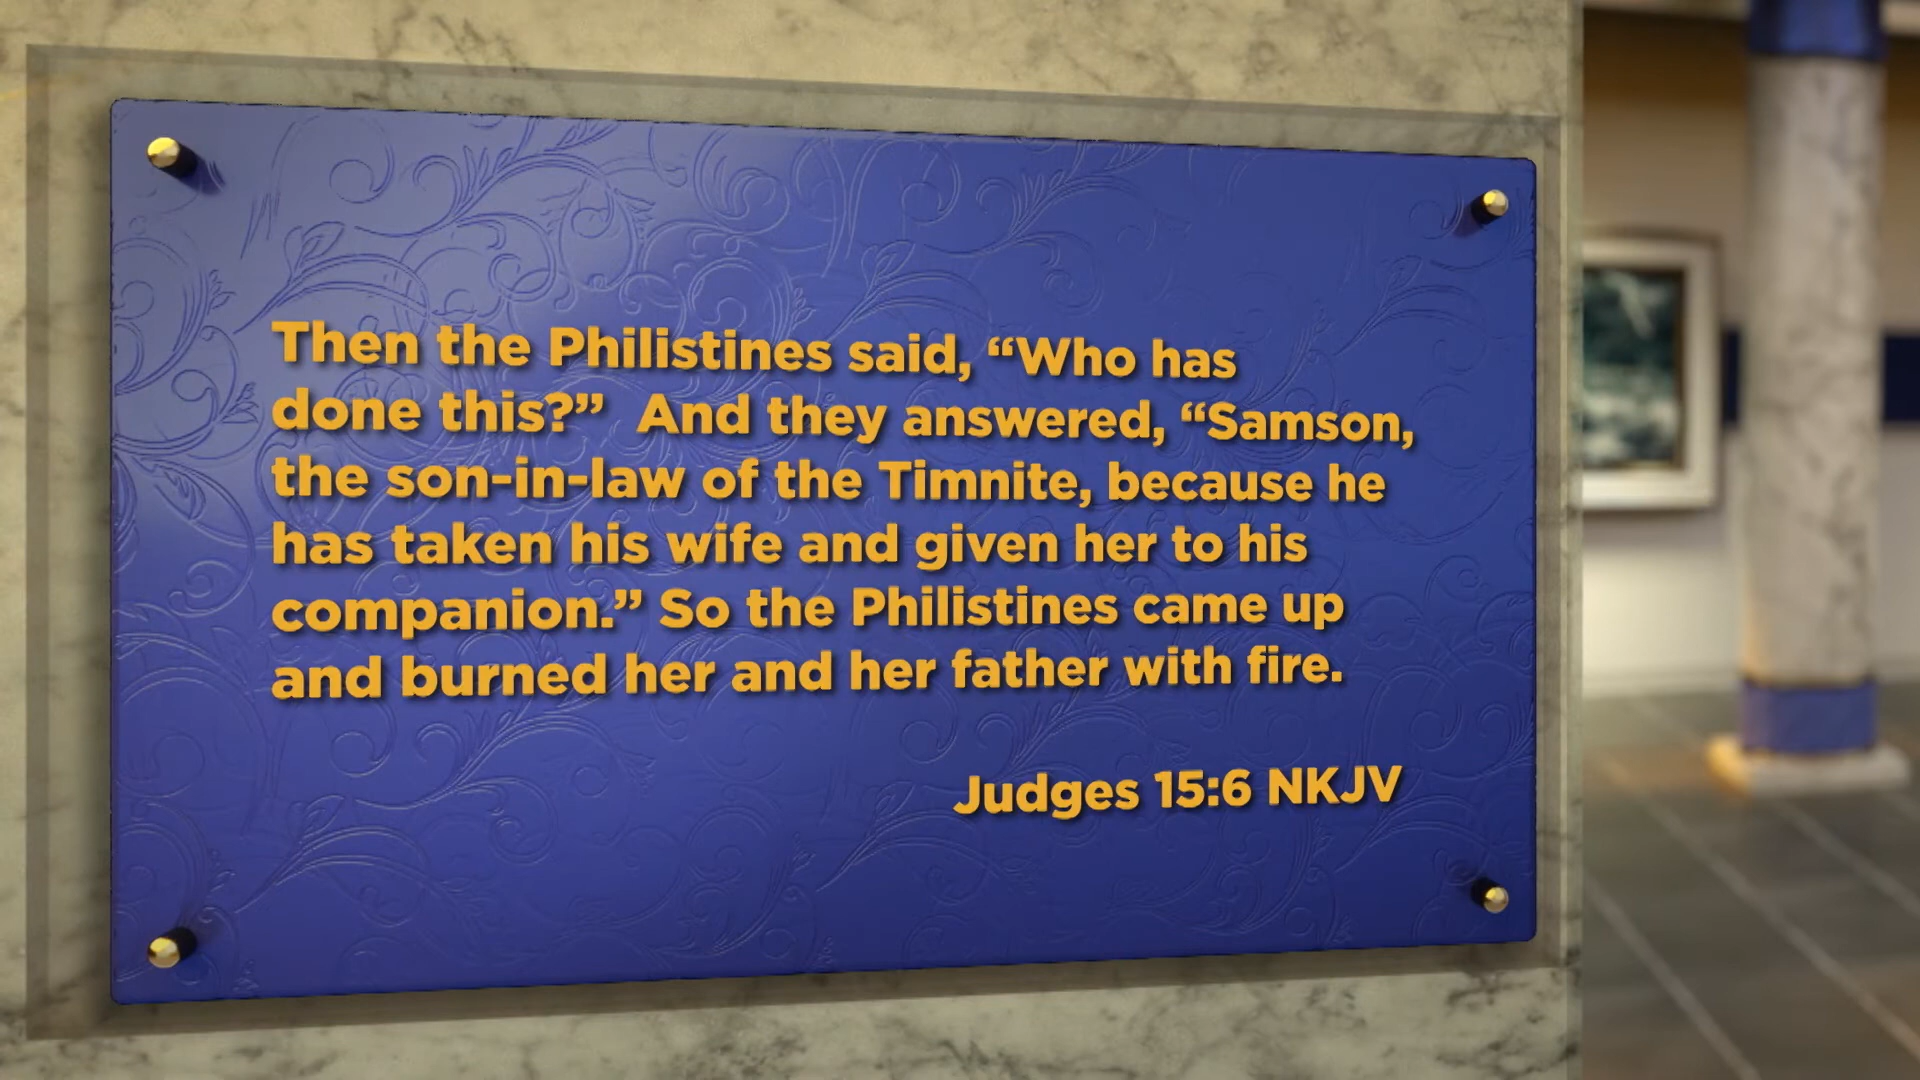 Then the Philistines said, “Who has
done this?” And they answered, “Samson,
the son-in-law of the Timnite, because he
has taken his wife and given her to his
companion.” So the Philistines came up
and burned her and her father with fire.
Judges 15:6 NKJV